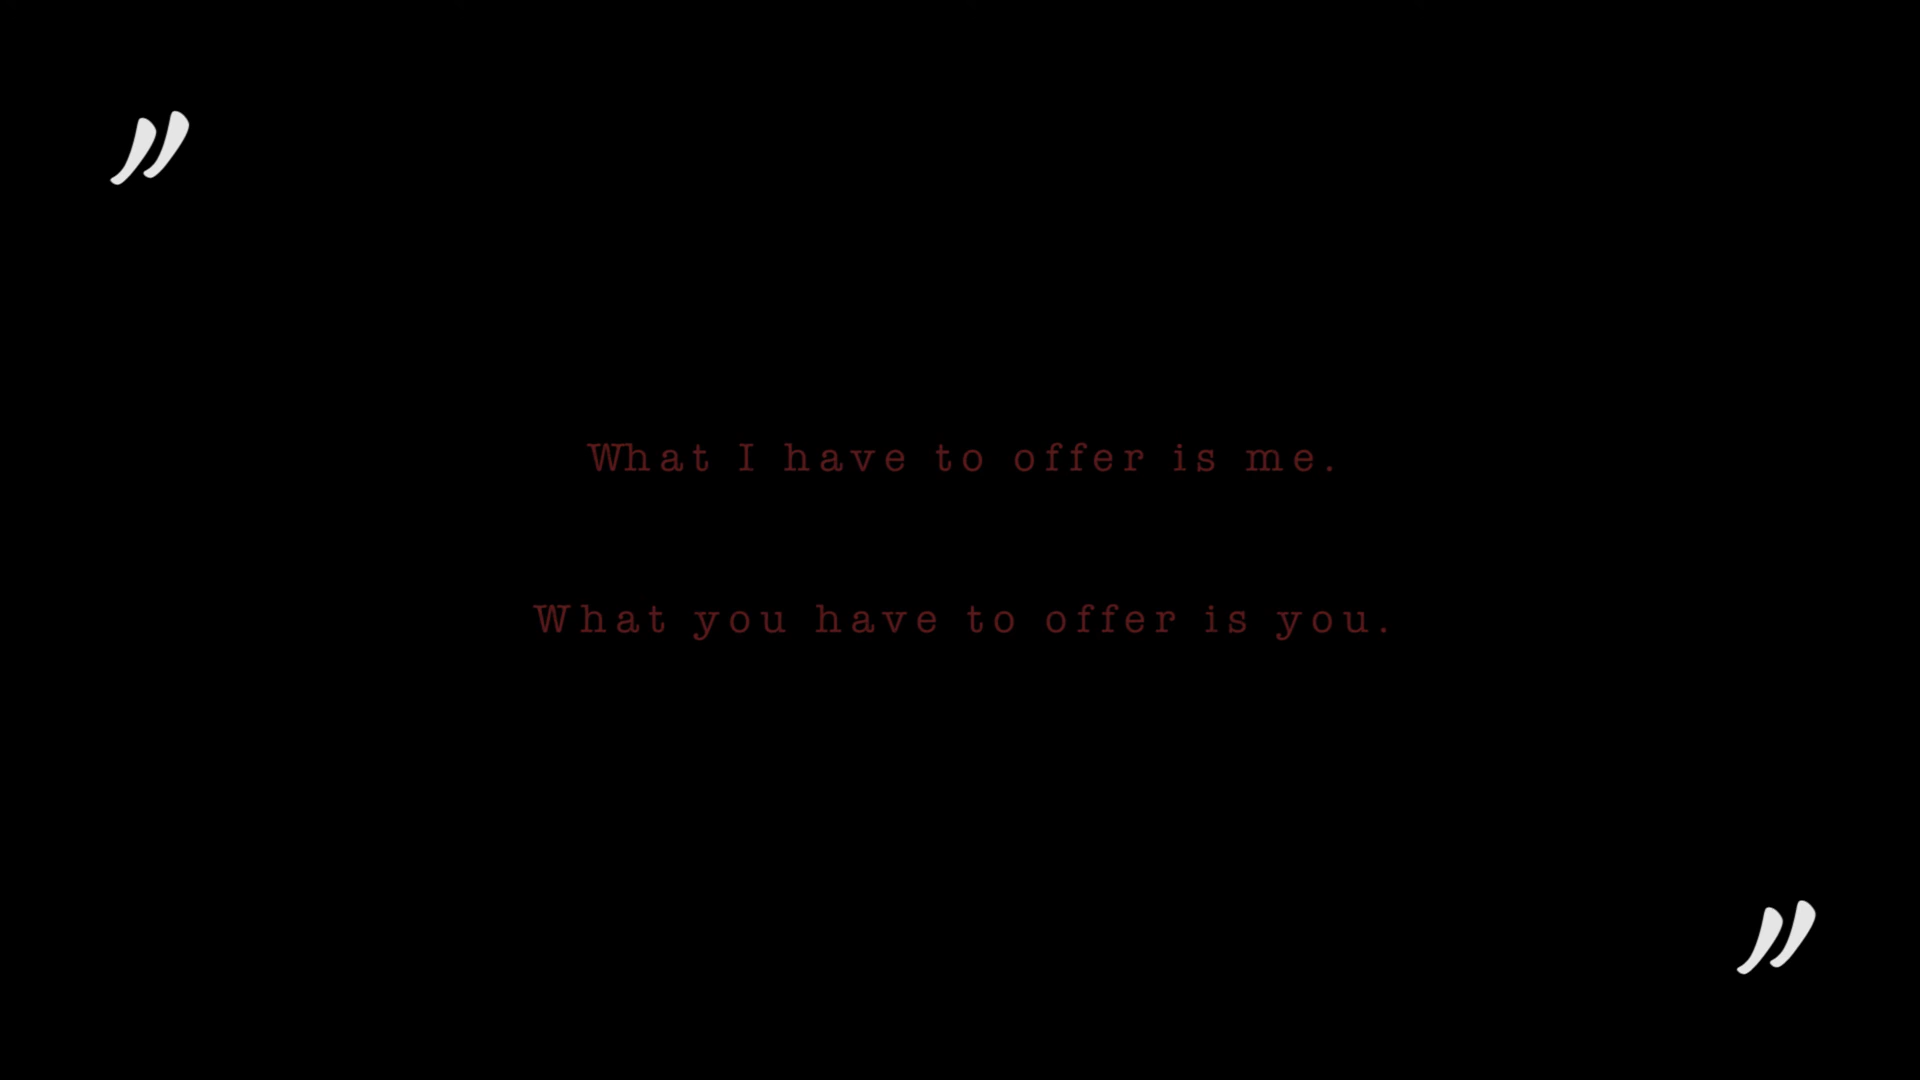 ”
What I have to offer is me.
What you have to offer is you.
”